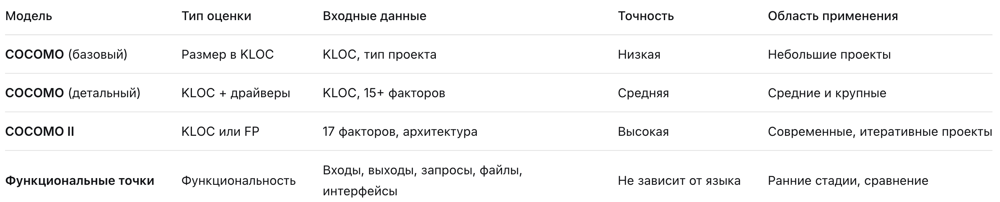 Модель Тип оценки Входные данные Точность Область применения
COCOMO (базовый) Размер в KLOC KLOC, тип проекта Низкая Небольшие проекты
COCOMO (детальный) KLOC + драйверы KLOC, 15+ факторов Средняя Средние и крупные
COCOMO II KLOC или FP 17 факторов, архитектура Высокая Современные, итеративные проекты
Функциональные точки Функциональность Входы, выходы, запросы, файлы,
интерфейсы Не зависит от языка Ранние стадии, сравнение